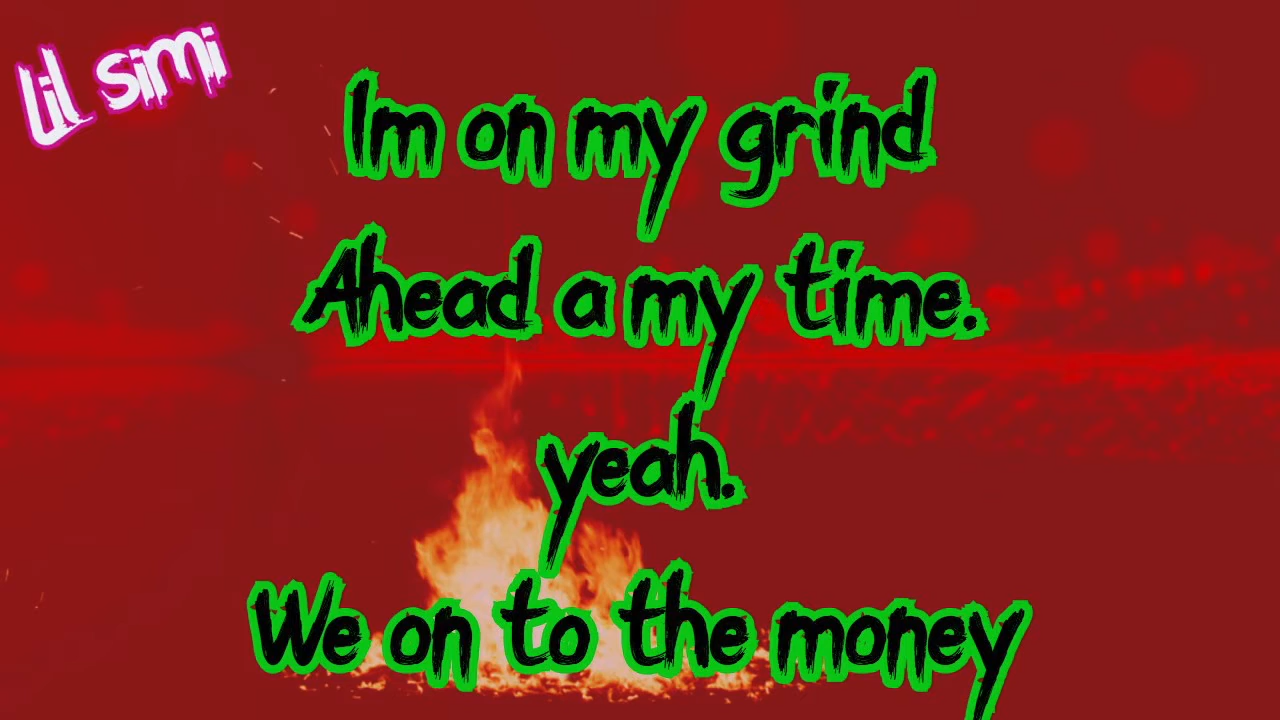 Lil simi
Im on my grind
Ahead a my time.
yeah.
We on to the money